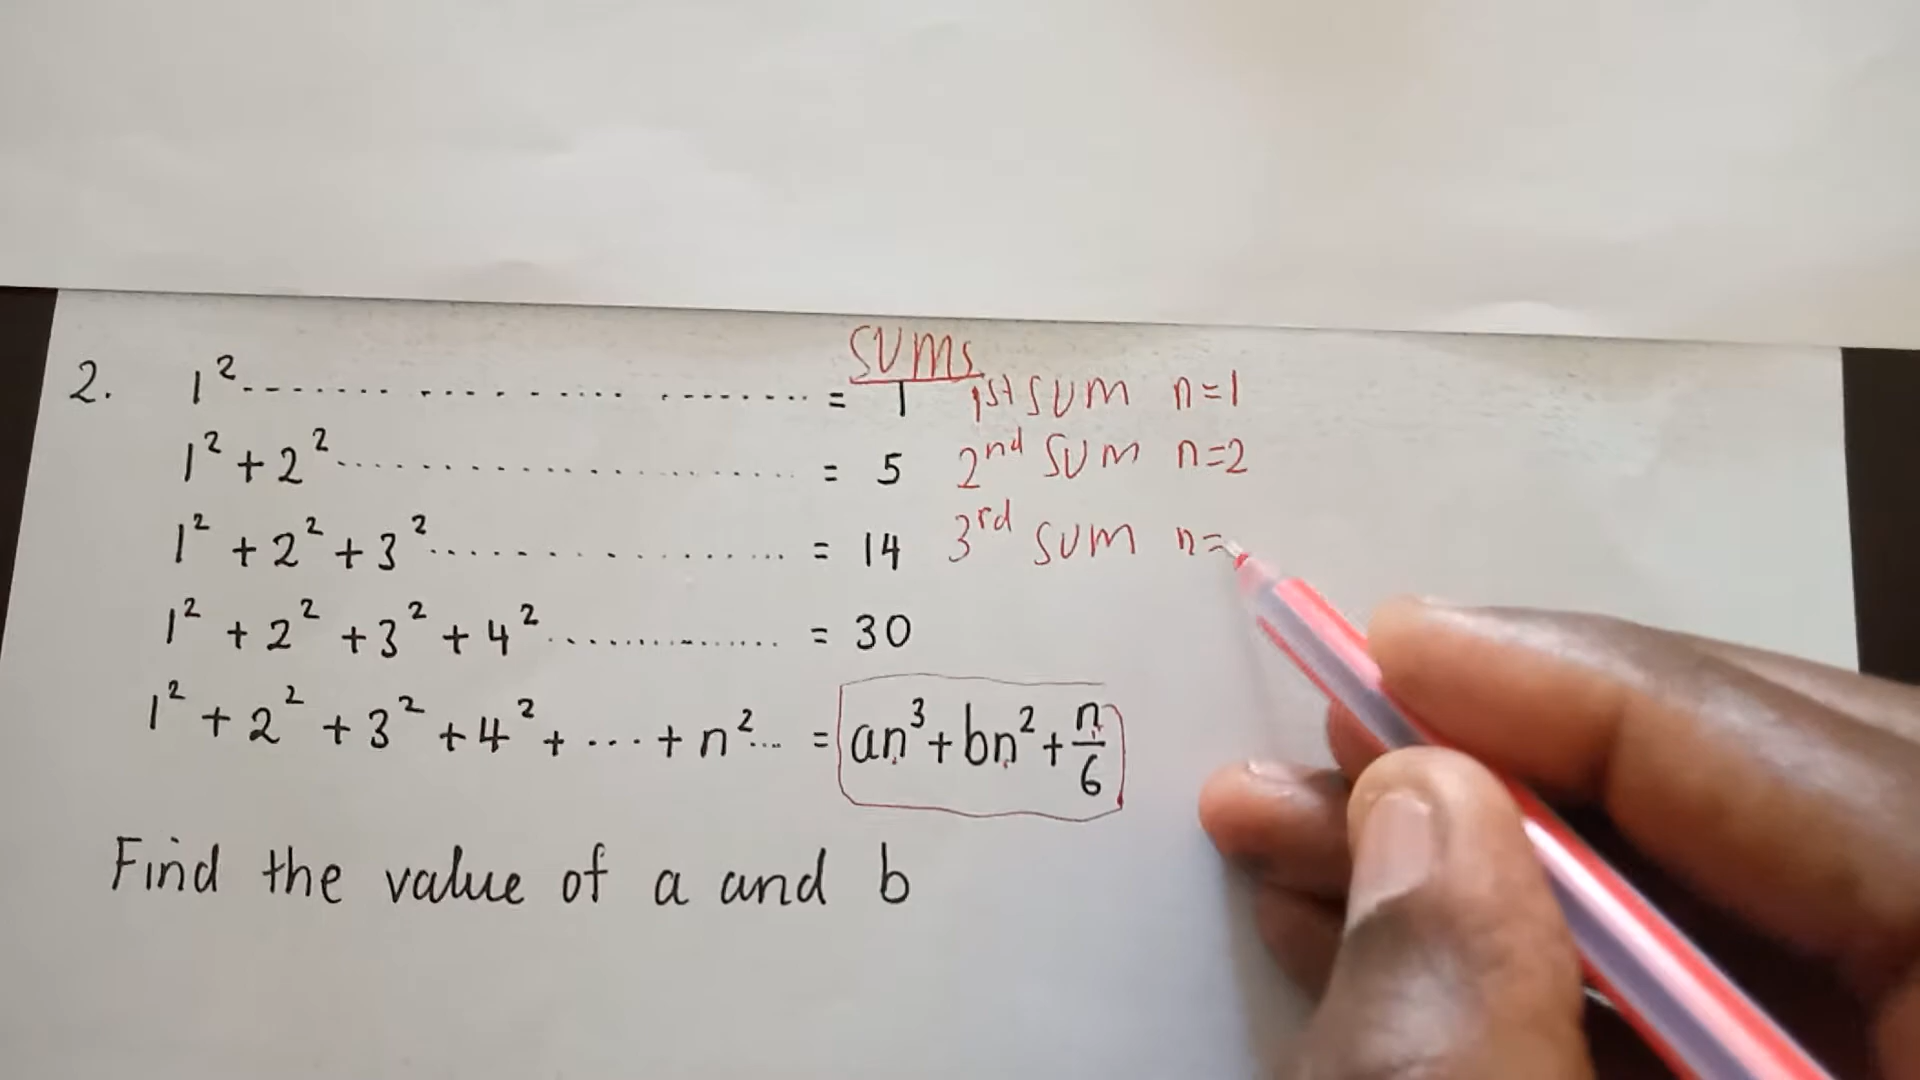 SUMS
2. 1² ........................ = 1 1st SUM n=1
1² + 2² ........................ = 5 2nd SUM n=2
1² + 2² + 3² ........................ = 14 3rd SUM n=
1² + 2² + 3² + 4² ............... = 30
1² + 2² + 3² + 4² + ... + n² ... = an³ + bn² + n/6
Find the value of a and b